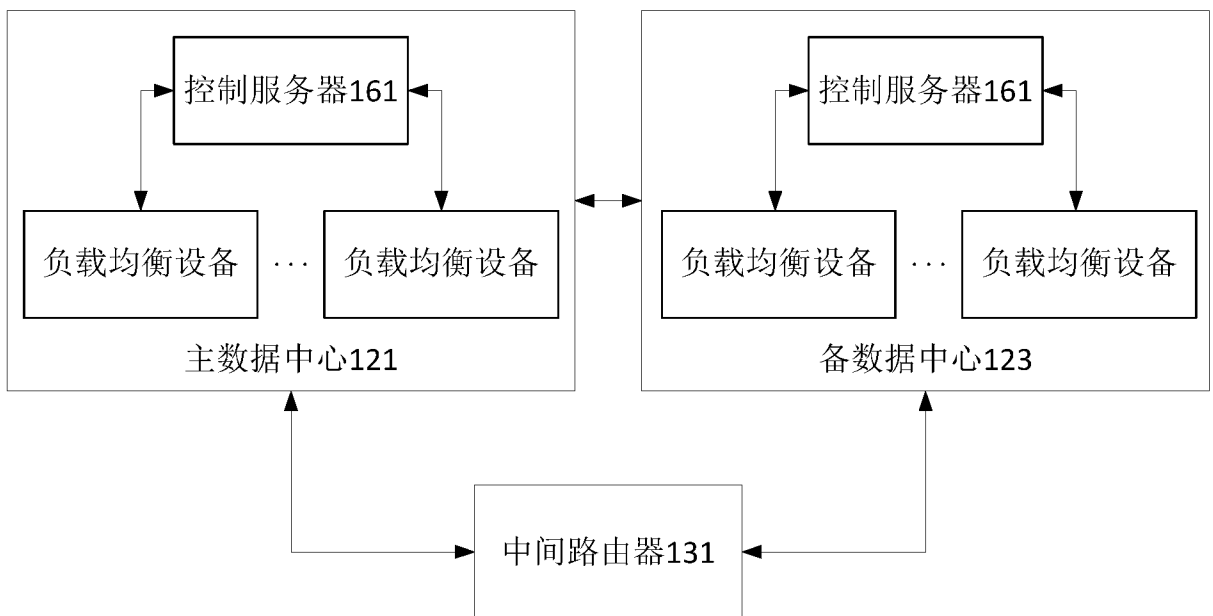 控制服务器161
控制服务器161
负载均衡设备 ··· 负载均衡设备
负载均衡设备 ··· 负载均衡设备
主数据中心121
备数据中心123
中间路由器131